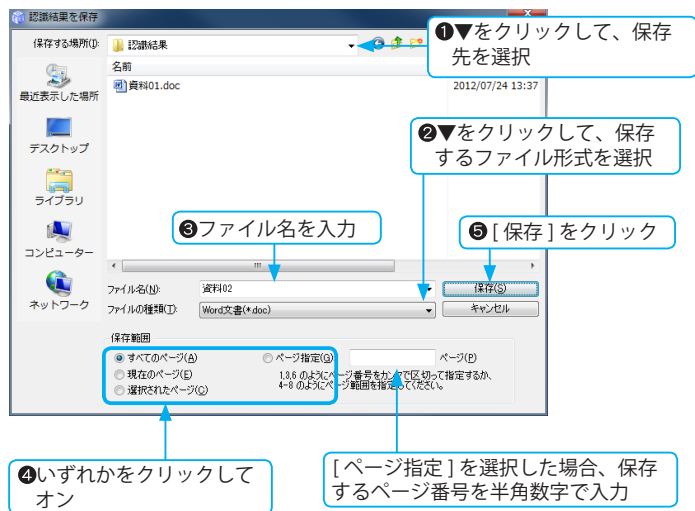 認識結果を保存
保存する場所(I):
認識結果
❶▼をクリックして、保存
先を選択
名前
資料01.doc
2012/07/24 13:37
最近表示した場所
デスクトップ
ライブラリ
コンピューター
ネットワーク
❷▼をクリックして、保存
するファイル形式を選択
❸ファイル名を入力
❺[保存]をクリック
ファイル名(N):
資料02
保存(S)
ファイルの種類(T):
Word文書(*.doc)
キャンセル
保存範囲
すべてのページ(A)
ページ指定(G)
ページ(P)
現在のページ(E)
選択されたページ(C)
1,3,6 のようにページ番号をカンマで区切って指定するか、
4-8 のようにページ範囲を指定してください。
❹いずれかをクリックして
オン
[ページ指定]を選択した場合、保存
するページ番号を半角数字で入力